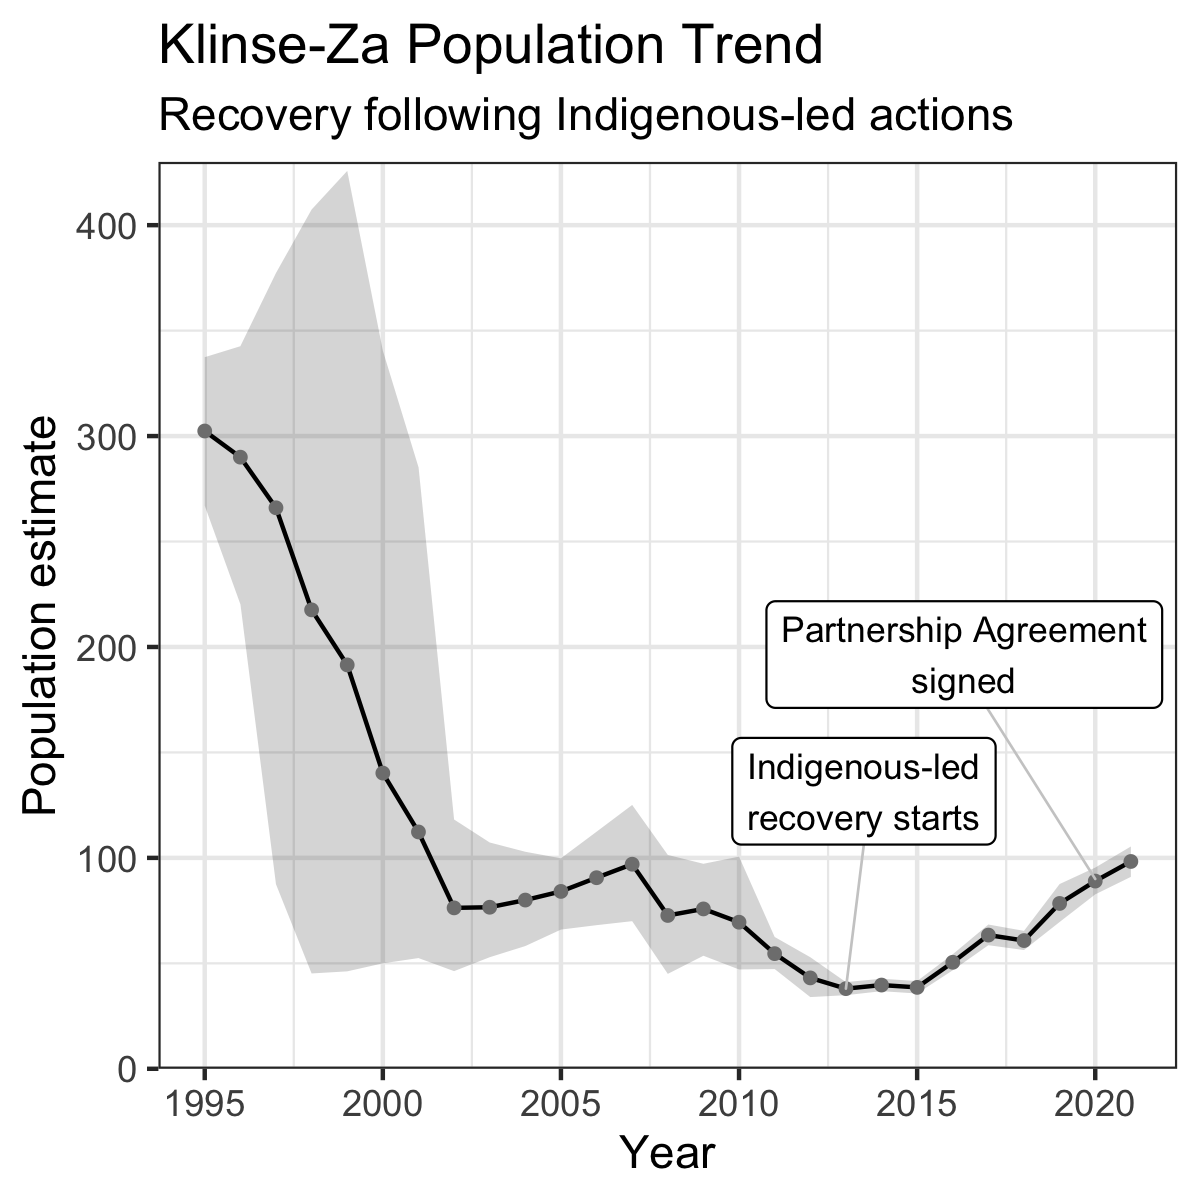 Klinse-Za Population Trend
Recovery following Indigenous-led actions
Population estimate
400
300
200
100
0
Partnership Agreement
signed
Indigenous-led
recovery starts
1995 2000 2005 2010 2015 2020
Year